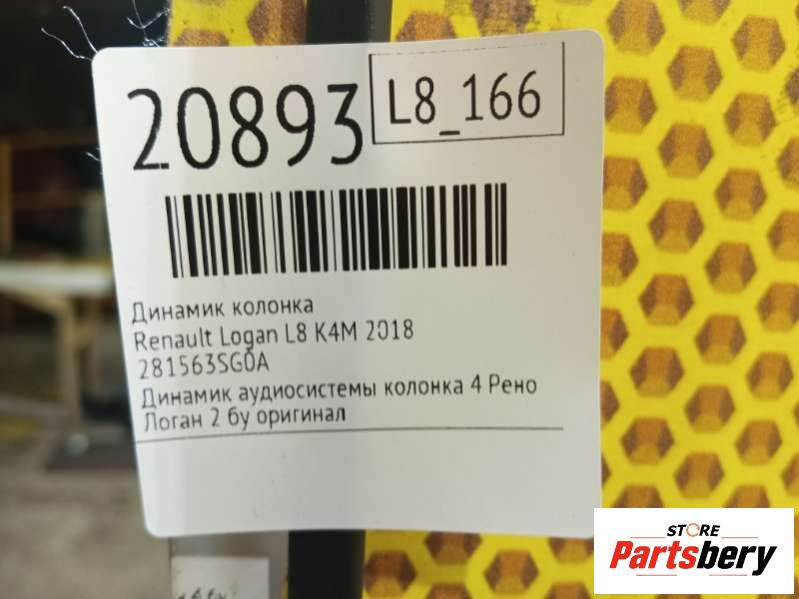 20893
L8_166
Динамик колонка
Renault Logan L8 K4M 2018
281563SG0A
Динамик аудиосистемы колонка 4 Рено
Логан 2 бу оригинал
STORE
Partsbery